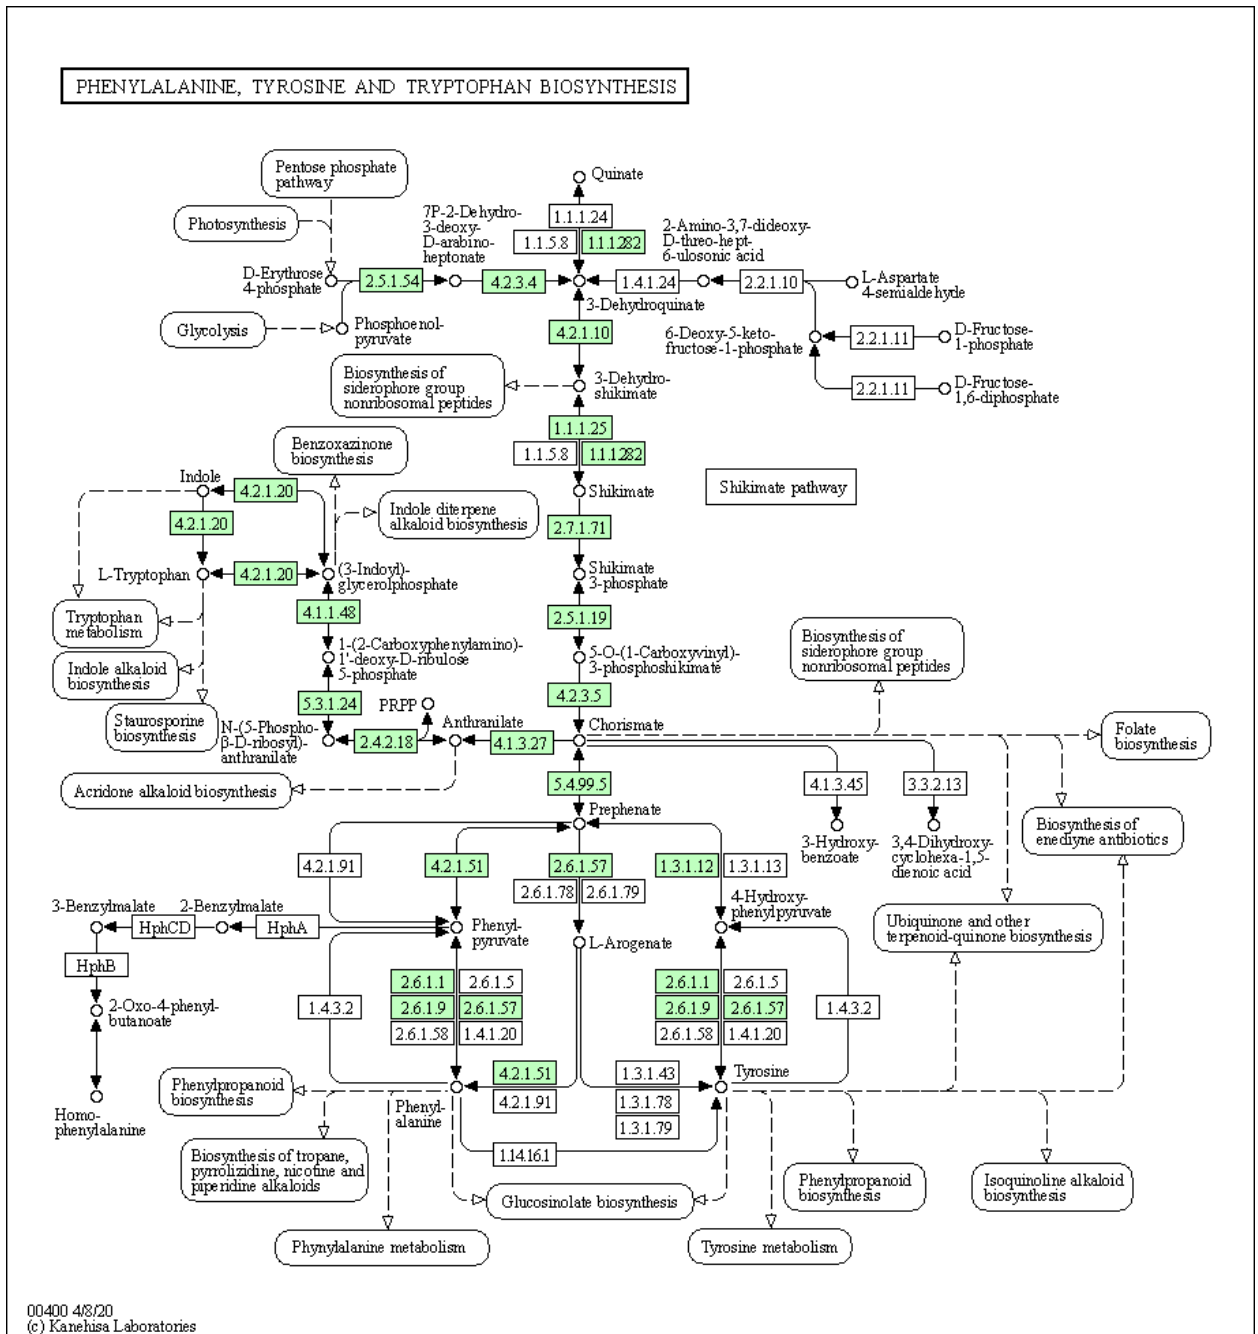 PHENYLALANINE, TYROSINE AND TRYPTOPHAN BIOSYNTHESIS
Pentose phosphate
pathway
Photosynthesis
Quinate
7P-2-Dehydro-
3-deoxy-
D-arabino-
heptonate
1.1.1.24
1.1.5.8
1.1.1.282
2-Amino-3,7-dideoxy-
D-threo-hept-
6-ulosonic acid
D-Erythrose
4-phosphate
2.5.1.54
4.2.3.4
1.4.1.24
2.2.1.10
L-Aspartate
4-semialdehyde
3-Dehydroquinate
Glycolysis
Phosphoenol-
pyruvate
4.2.1.10
6-Deoxy-5-keto-
fructose-1-phosphate
2.2.1.11
D-Fructose-
1-phosphate
Biosynthesis of
siderophore group
nonribosomal peptides
3-Dehydro-
shikimate
2.2.1.11
D-Fructose-
1,6-diphosphate
1.1.1.25
1.1.5.8
1.1.1.282
Benzoxazinone
biosynthesis
Indole
4.2.1.20
Shikimate
Shikimate pathway
4.2.1.20
Indole diterpene
alkaloid biosynthesis
2.7.1.71
L-Tryptophan
4.2.1.20
(3-Indoyl)-
glycerolphosphate
Shikimate
3-phosphate
Tryptophan
metabolism
4.1.1.48
2.5.1.19
Indole alkaloid
biosynthesis
1-(2-Carboxyphenylamino)-
1'-deoxy-D-ribulose
5-phosphate
5-O-(1-Carboxyvinyl)-
3-phosphoshikimate
Biosynthesis of
siderophore group
nonribosomal peptides
Staurosporine
biosynthesis
5.3.1.24
PRPP
4.2.3.5
N-(5-Phospho-
β-D-ribosyl)-
anthranilate
2.4.2.18
Anthranilate
4.1.3.27
Chorismate
Folate
biosynthesis
Acridone alkaloid biosynthesis
5.4.99.5
4.1.3.45
3.3.2.13
Prephenate
3-Hydroxy-
benzoate
3,4-Dihydroxy-
cyclohexa-1,5-
dienoic acid
Biosynthesis of
enediyne antibiotics
4.2.1.91
4.2.1.51
2.6.1.57
2.6.1.78
2.6.1.79
1.3.1.12
1.3.1.13
3-Benzylmalate
2-Benzylmalate
HphCD
HphA
Phenyl-
pyruvate
L-Arogenate
4-Hydroxy-
phenylpyruvate
Ubiquinone and other
terpenoid-quinone biosynthesis
HphB
2-Oxo-4-phenyl-
butanoate
1.4.3.2
2.6.1.1
2.6.1.5
2.6.1.9
2.6.1.57
2.6.1.58
1.4.1.20
2.6.1.1
2.6.1.5
2.6.1.9
2.6.1.57
2.6.1.58
1.4.1.20
1.4.3.2
Homo-
phenylalanine
Phenylpropanoid
biosynthesis
Phenyl-
alanine
4.2.1.51
4.2.1.91
1.3.1.43
1.3.1.78
1.3.1.79
Tyrosine
Biosynthesis of tropane,
pyrrolizidine, nicotine and
piperidine alkaloids
1.14.16.1
Glucosinolate biosynthesis
Phenylpropanoid
biosynthesis
Isoquinoline alkaloid
biosynthesis
Phynylalanine metabolism
Tyrosine metabolism
00400 4/8/20
(c) Kanehisa Laboratories